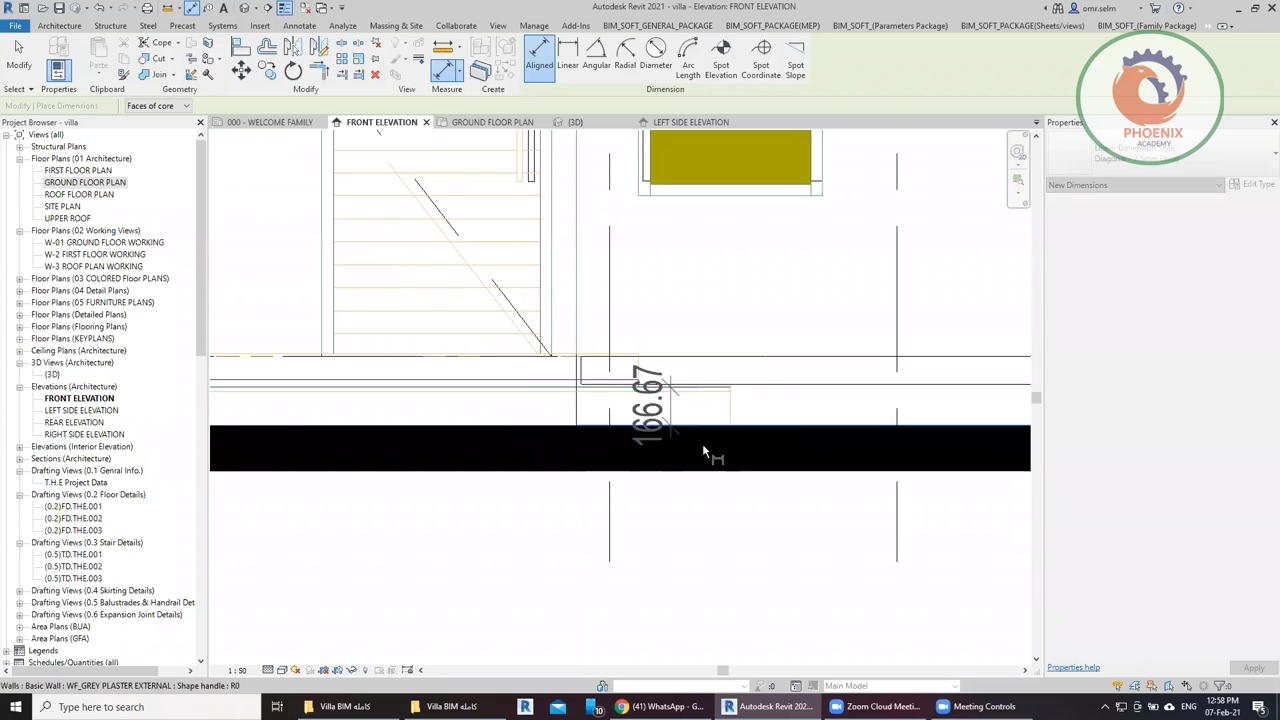 Autodesk Revit 2021 - villa - Elevation: FRONT ELEVATION
omr.selm
File Architecture Structure Steel Precast Systems Insert Annotate Analyze Massing & Site Collaborate View Manage Add-Ins BIM_SOFT_GENERAL_PACKAGE BIM_SOFT_PACKAGE(MEP) BIM_SOFT_(Parameters Package) BIM_SOFT_PACKAGE(Sheets/views) BIM_SOFT_(Family Package)
Modify Paste Cope Cut Join Aligned Linear Angular Radial Diameter Arc Length Spot Elevation Spot Coordinate Spot Slope
Select Properties Clipboard Geometry Modify View Measure Create Dimension
Modify | Place Dimensions Faces of core
PHOENIX
ACADEMY
Project Browser - villa
000 - WELCOME FAMILY FRONT ELEVATION GROUND FLOOR PLAN {3D} LEFT SIDE ELEVATION
Properties
New Dimensions Edit Type
Views (all)
Structural Plans
Floor Plans (01 Architecture)
FIRST FLOOR PLAN
GROUND FLOOR PLAN
ROOF FLOOR PLAN
SITE PLAN
UPPER ROOF
Floor Plans (02 Working Views)
W-01 GROUND FLOOR WORKING
W-2 FIRST FLOOR WORKING
W-3 ROOF PLAN WORKING
Floor Plans (03 COLORED Floor PLANS)
Floor Plans (04 Detail Plans)
Floor Plans (05 FURNITURE PLANS)
Floor Plans (Detailed Plans)
Floor Plans (Flooring Plans)
Floor Plans (KEYPLANS)
Ceiling Plans (Architecture)
3D Views (Architecture)
{3D}
Elevations (Architecture)
FRONT ELEVATION
LEFT SIDE ELEVATION
REAR ELEVATION
RIGHT SIDE ELEVATION
Elevations (Interior Elevation)
Sections (Architecture)
Drafting Views (0.1 Genral Info.)
T.H.E Project Data
Drafting Views (0.2 Floor Details)
(0.2)FD.THE.001
(0.2)FD.THE.002
(0.2)FD.THE.003
Drafting Views (0.3 Stair Details)
(0.5)TD.THE.001
(0.5)TD.THE.002
(0.5)TD.THE.003
Drafting Views (0.4 Skirting Details)
Drafting Views (0.5 Balustrades & Handrail Det
Drafting Views (0.6 Expansion Joint Details)
Area Plans (BUA)
Area Plans (GFA)
Legends
Schedules/Quantities (all)
166.67
1 : 50
Properties help Apply
Walls : Basic Wall : WF_GREY PLASTER EXTERNAL : Shape handle : R0
:0 Main Model :0
Type here to search
Villa BIM كاملة
Villa BIM كاملة
10
(41) WhatsApp - G...
Autodesk Revit 202...
Zoom Cloud Meeti...
Meeting Controls
ENG
12:58 PM
07-Feb-21